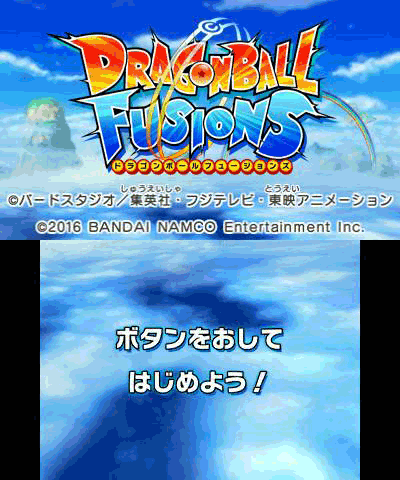 DRAGONBALL
FUSIONS
ドラゴンボールフュージョンズ
しゅうえいしゃ とうえい
©バードスタジオ／集英社・フジテレビ・東映アニメーション
©2016 BANDAI NAMCO Entertainment Inc.
ボタンをおして
はじめよう！